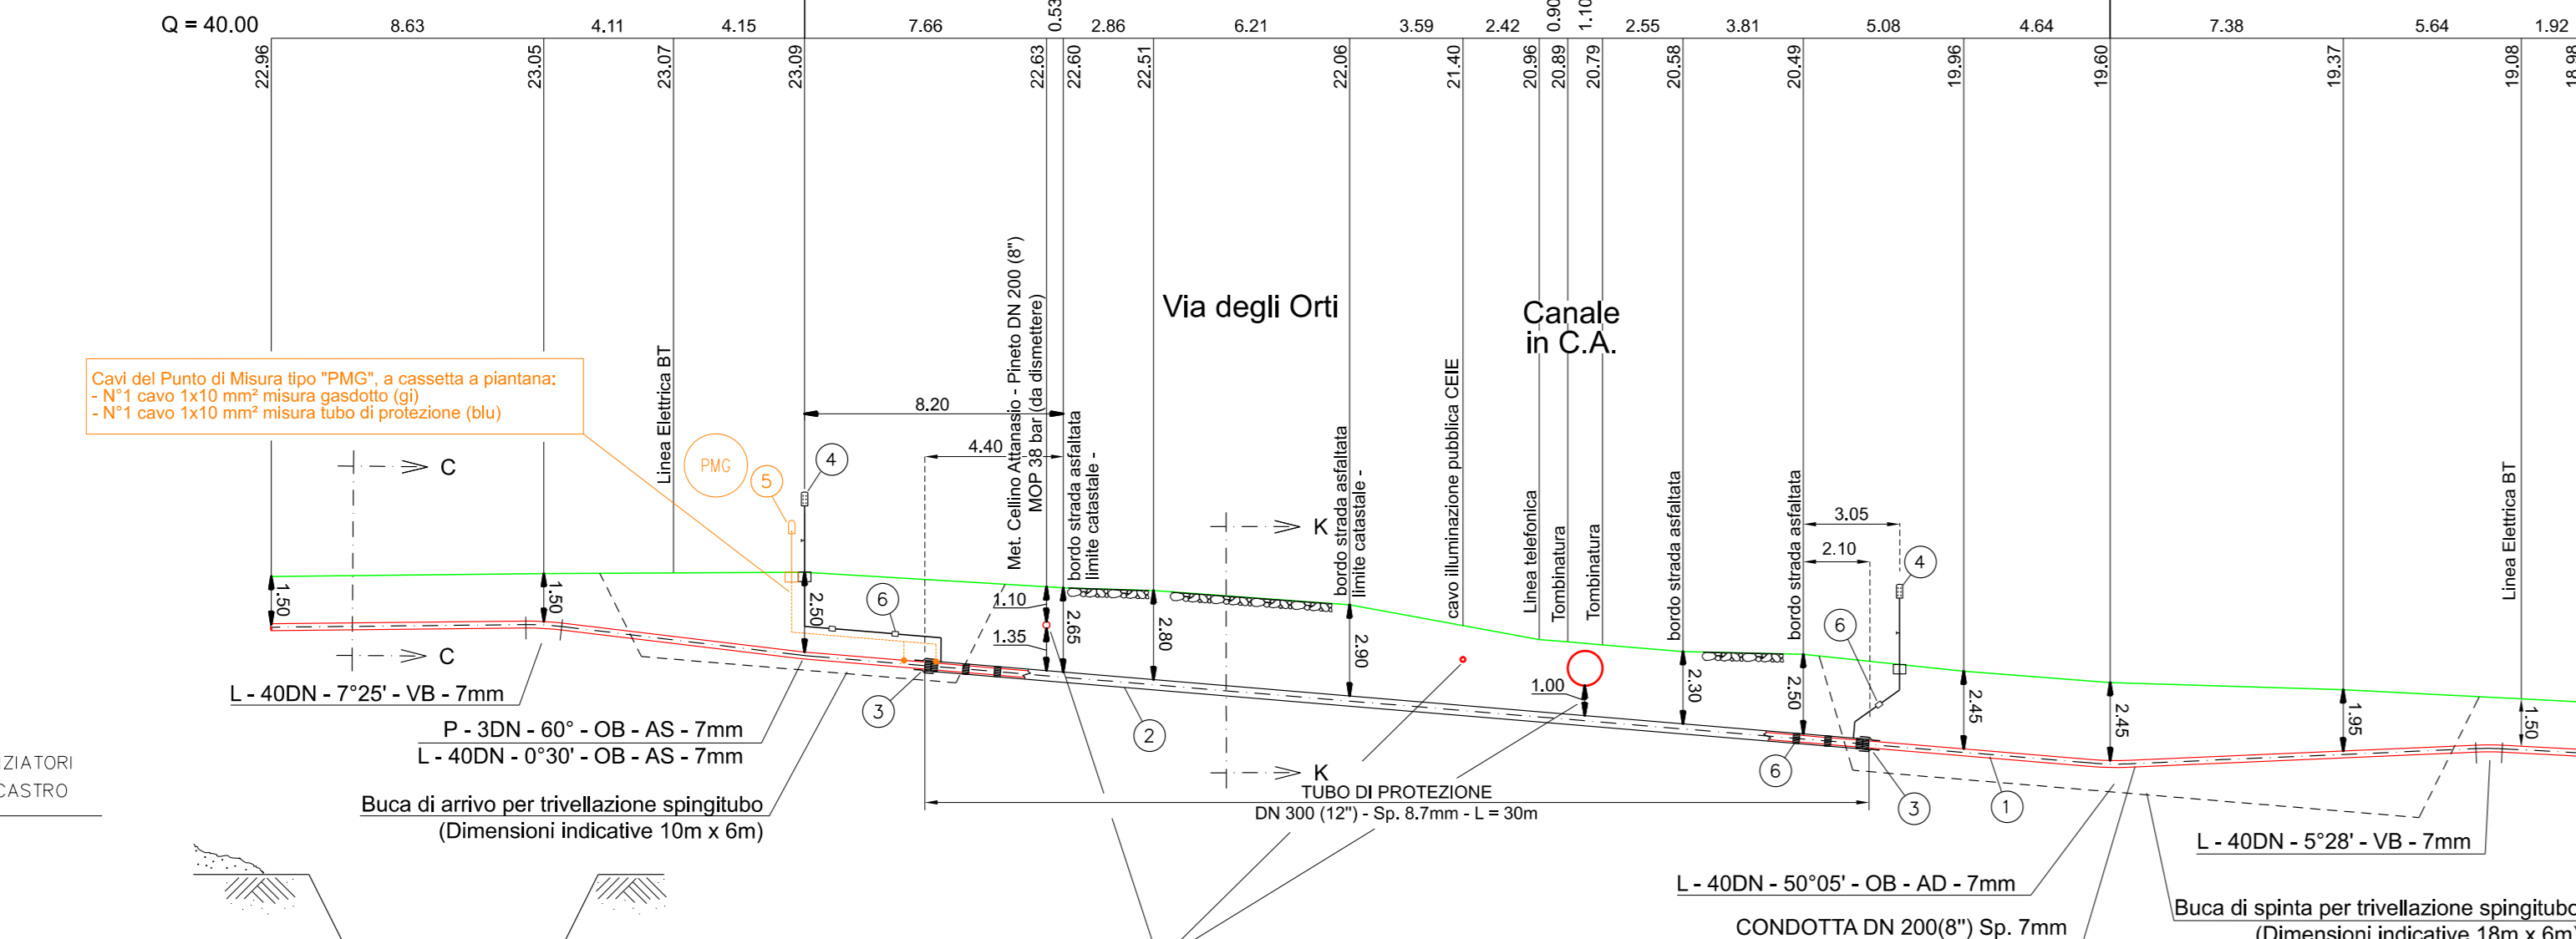 Q = 40.00
8.63
4.11
4.15
7.66
0.53
2.86
6.21
3.59
2.42
0.90
1.10
2.55
3.81
5.08
4.64
7.38
5.64
1.92
22.96
23.05
23.07
23.09
22.63
22.60
22.51
22.06
21.40
20.96
20.89
20.79
20.58
20.49
19.96
19.60
19.37
19.08
18.98
Via degli Orti
Canale
in C.A.
Cavi del Punto di Misura tipo "PMG", a cassetta a piantana:
- N°1 cavo 1x10 mm² misura gasdotto (gi)
- N°1 cavo 1x10 mm² misura tubo di protezione (blu)
Linea Elettrica BT
Met. Cellino Attanasio - Pineto DN 200 (8")
MOP 38 bar (da dismettere)
bordo strada asfaltata
limite catastale -
bordo strada asfaltata
limite catastale -
cavo illuminazione pubblica CEIE
Linea telefonica
Tombinatura
Tombinatura
bordo strada asfaltata
bordo strada asfaltata
Linea Elettrica BT
8.20
4.40
3.05
2.10
PMG
5
4
4
C
C
K
K
6
6
6
3
3
2
1
1.50
1.50
2.50
1.10
1.35
2.65
2.80
2.90
1.00
2.30
2.50
2.45
2.45
1.95
1.50
L - 40DN - 7°25' - VB - 7mm
P - 3DN - 60° - OB - AS - 7mm
L - 40DN - 0°30' - OB - AS - 7mm
Buca di arrivo per trivellazione spingitubo
(Dimensioni indicative 10m x 6m)
TUBO DI PROTEZIONE
DN 300 (12") - Sp. 8.7mm - L = 30m
L - 40DN - 5°28' - VB - 7mm
L - 40DN - 50°05' - OB - AD - 7mm
CONDOTTA DN 200(8") Sp. 7mm
Buca di spinta per trivellazione spingitubo
(Dimensioni indicative 18m x 6m)
ZIATORI
CASTRO